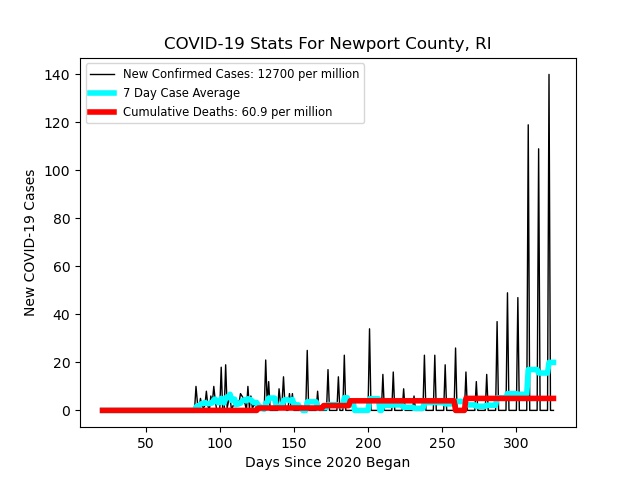 COVID-19 Stats For Newport County, RI
New Confirmed Cases: 12700 per million
7 Day Case Average
Cumulative Deaths: 60.9 per million
New COVID-19 Cases
140
120
100
80
60
40
20
0
50 100 150 200 250 300
Days Since 2020 Began